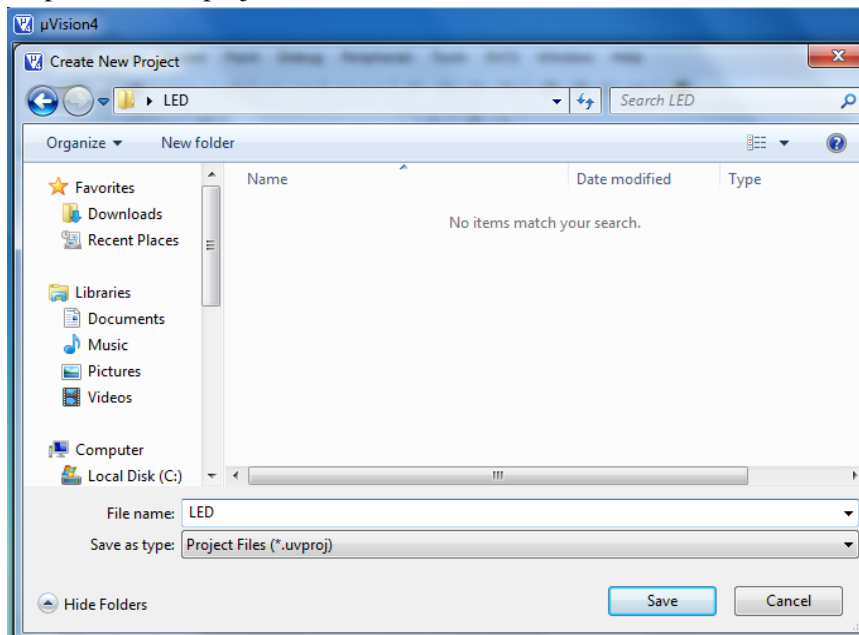 µVision4
Create New Project
LED
Search LED
Organize
New folder
Name
Date modified
Type
Favorites
Downloads
Recent Places
No items match your search.
Libraries
Documents
Music
Pictures
Videos
Computer
Local Disk (C:)
File name: LED
Save as type: Project Files (*.uvproj)
Hide Folders
Save
Cancel